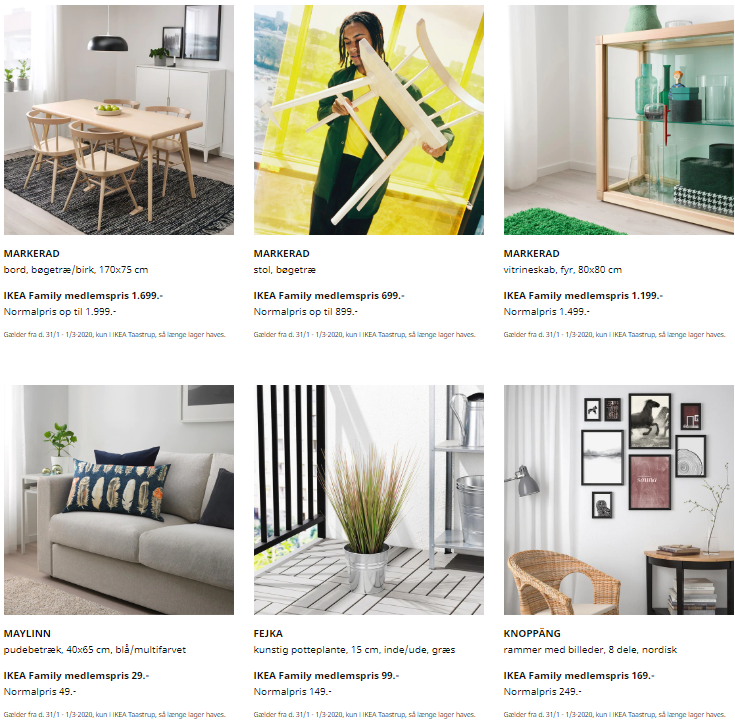 MARKERAD
bord, bøgetræ/birk, 170x75 cm
IKEA Family medlemspris 1.699.-
Normalpris op til 1.999.-
Gælder fra d. 31/1 - 1/3-2020, kun i IKEA Taastrup, så længe lager haves.
MARKERAD
stol, bøgetræ
IKEA Family medlemspris 699.-
Normalpris op til 899.-
Gælder fra d. 31/1 - 1/3-2020, kun i IKEA Taastrup, så længe lager haves.
MARKERAD
vitrineskab, fyr, 80x80 cm
IKEA Family medlemspris 1.199.-
Normalpris 1.499.-
Gælder fra d. 31/1 - 1/3-2020, kun i IKEA Taastrup, så længe lager haves.
MAYLINN
pudebetræk, 40x65 cm, blå/multifarvet
IKEA Family medlemspris 29.-
Normalpris 49.-
Gælder fra d. 31/1 - 1/3-2020, kun i IKEA Taastrup, så længe lager haves.
FEJKA
kunstig potteplante, 15 cm, inde/ude, græs
IKEA Family medlemspris 99.-
Normalpris 149.-
Gælder fra d. 31/1 - 1/3-2020, kun i IKEA Taastrup, så længe lager haves.
KNOPPÄNG
rammer med billeder, 8 dele, nordisk
IKEA Family medlemspris 169.-
Normalpris 249.-
Gælder fra d. 31/1 - 1/3-2020, kun i IKEA Taastrup, så længe lager haves.